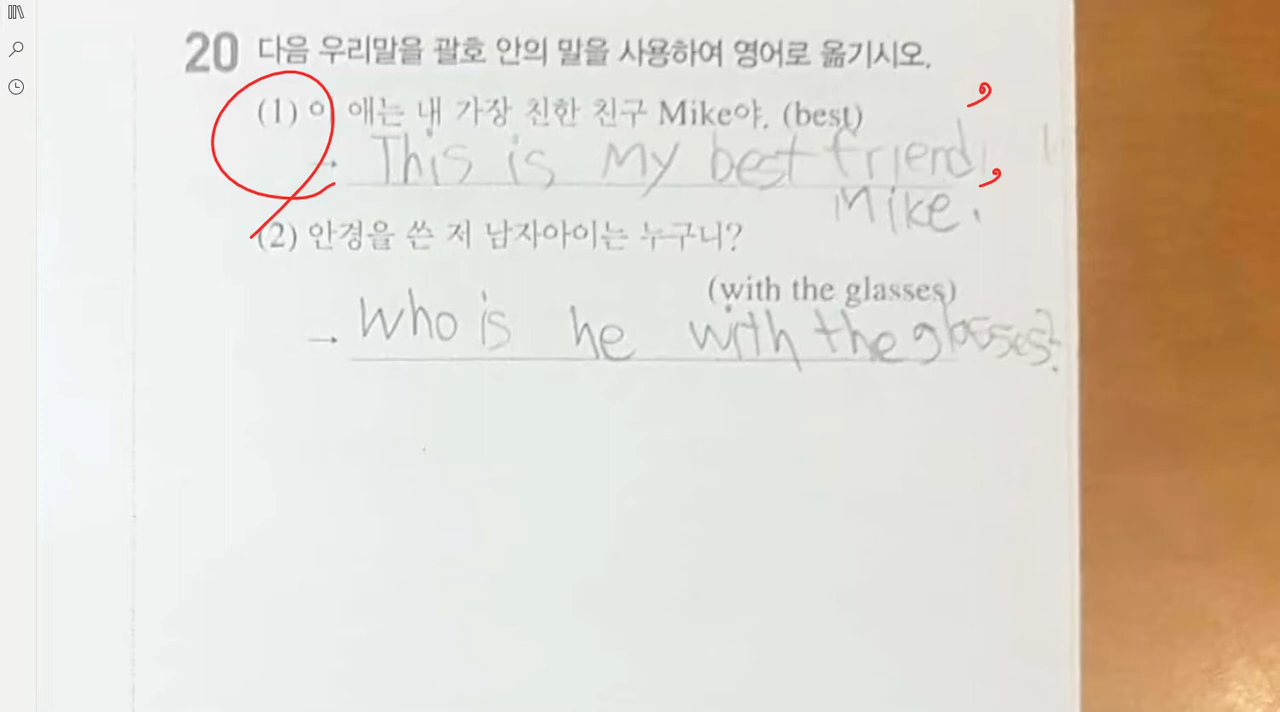 20 다음 우리말을 괄호 안의 말을 사용하여 영어로 옮기시오.
(1) 이 애는 내 가장 친한 친구 Mike야. (best)
→ This is my best friend,
Mike.
(2) 안경을 쓴 저 남자아이는 누구니?
(with the glasses)
→ who is he with the glasses?